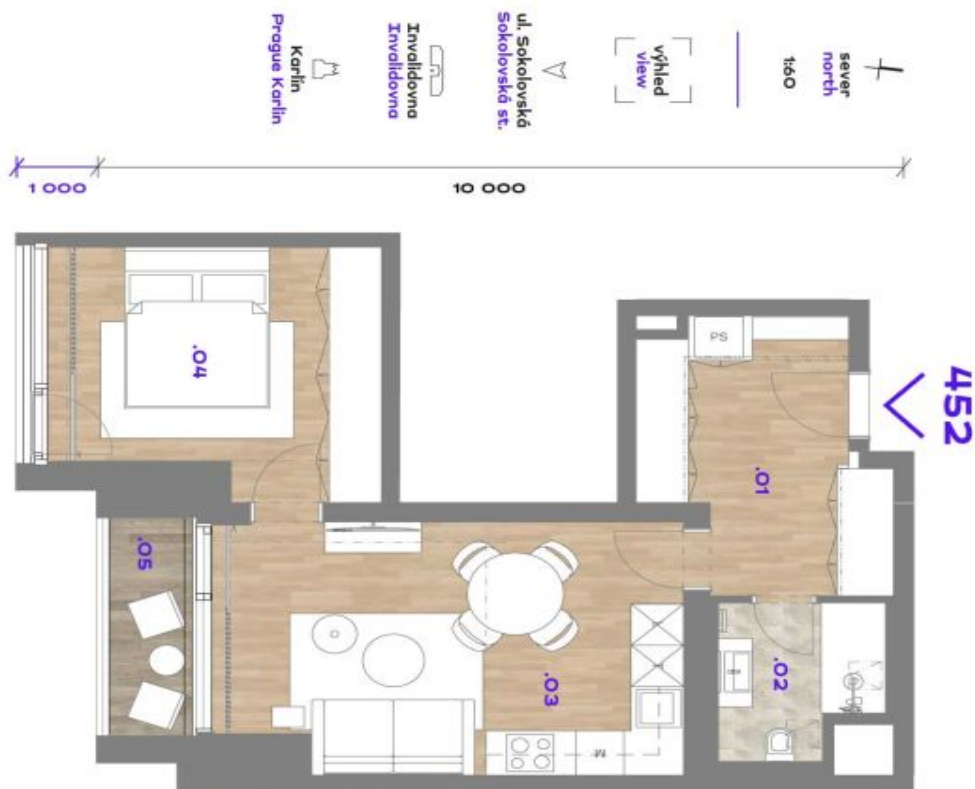 sever
north
1:60
výhled
view
ul. Sokolovská
Sokolovská st.
Invalidovna
Invalidovna
Karlín
Prague Karlin
1 000
10 000
452
PS
.01
.02
.03
M
.04
.05